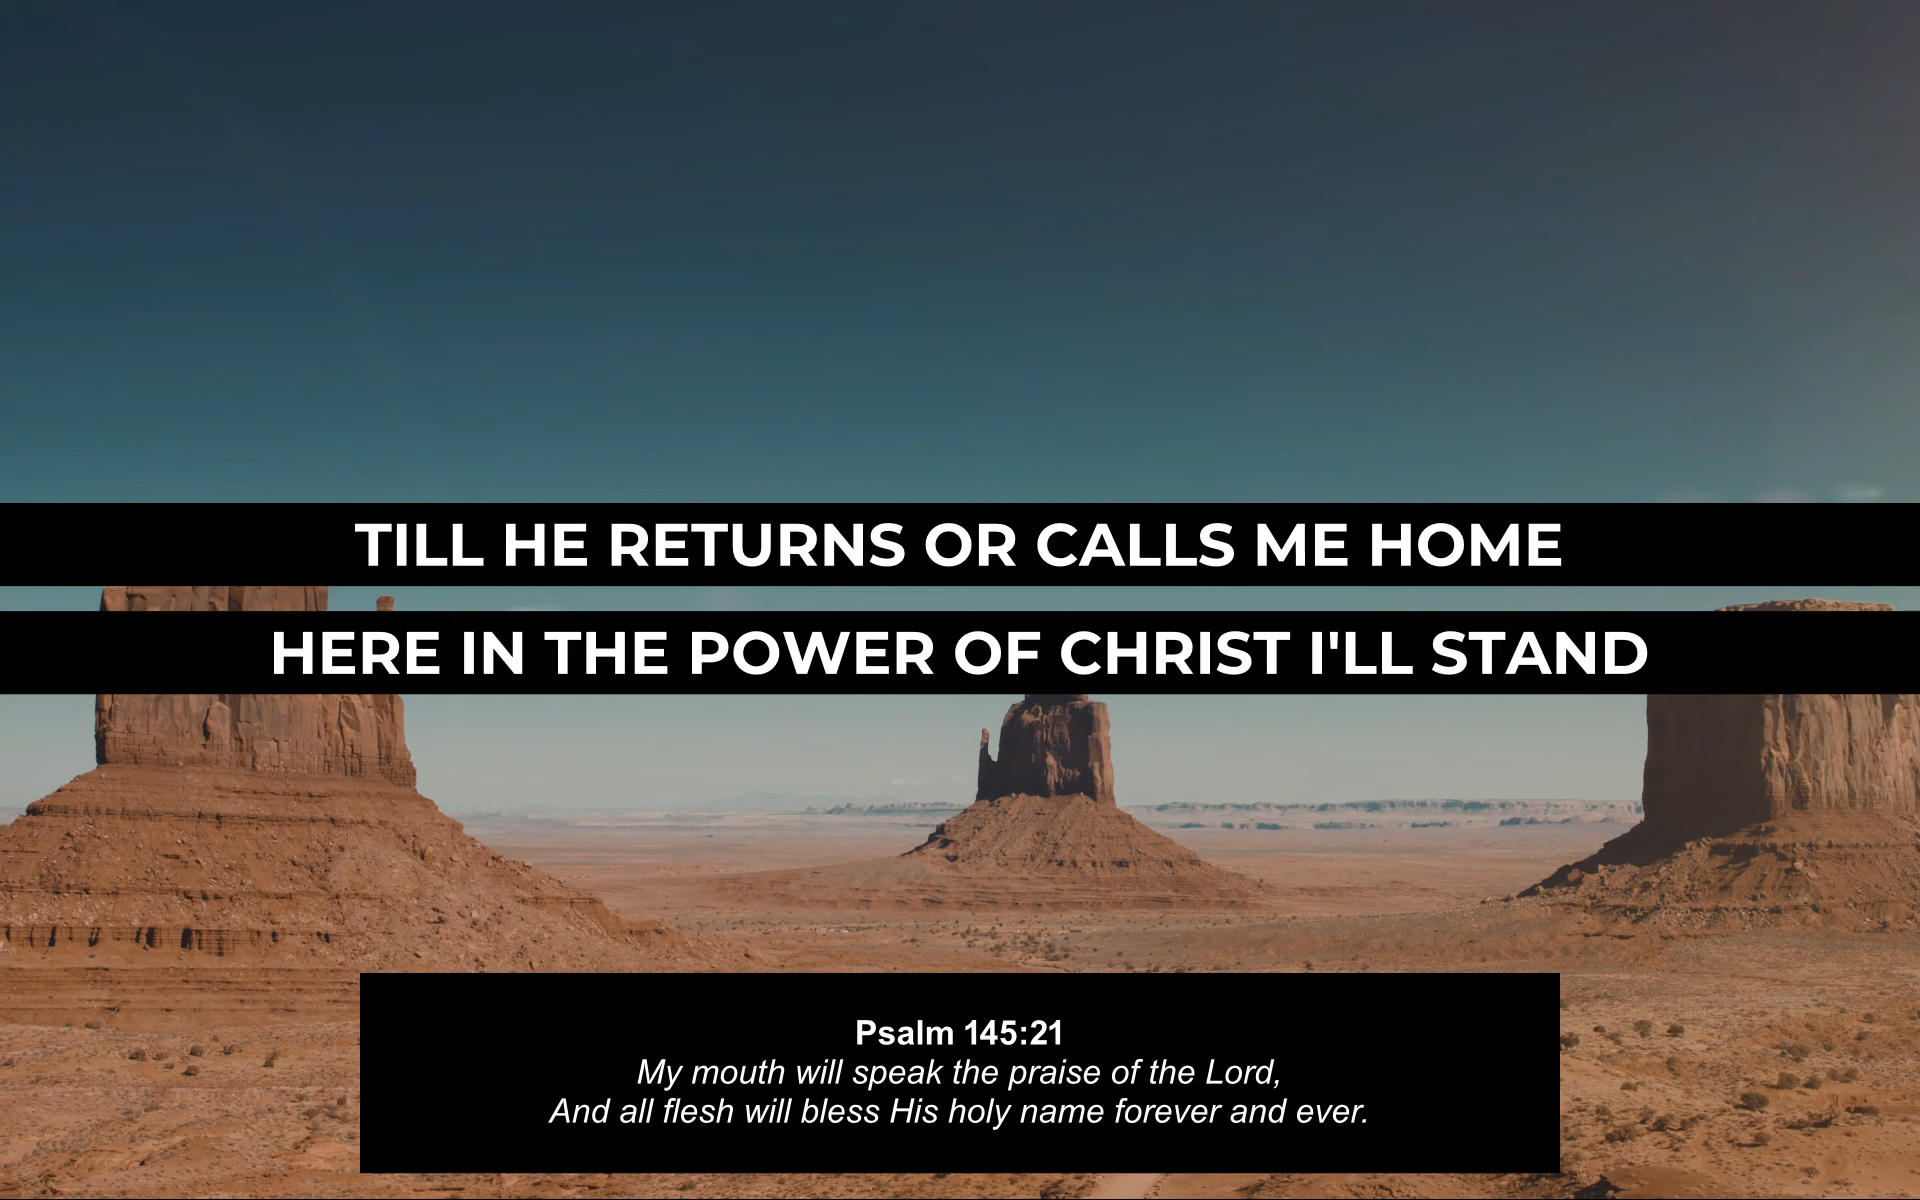 TILL HE RETURNS OR CALLS ME HOME
HERE IN THE POWER OF CHRIST I'LL STAND
Psalm 145:21
My mouth will speak the praise of the Lord,
And all flesh will bless His holy name forever and ever.